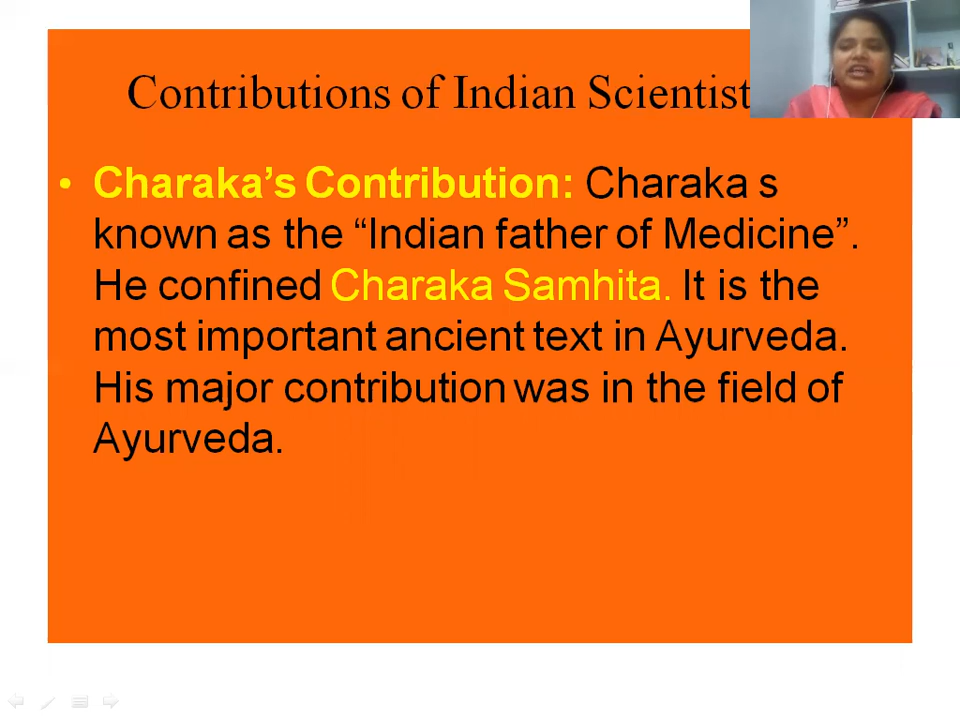 Contributions of Indian Scientist
• Charaka’s Contribution: Charaka s
known as the “Indian father of Medicine”.
He confined Charaka Samhita. It is the
most important ancient text in Ayurveda.
His major contribution was in the field of
Ayurveda.